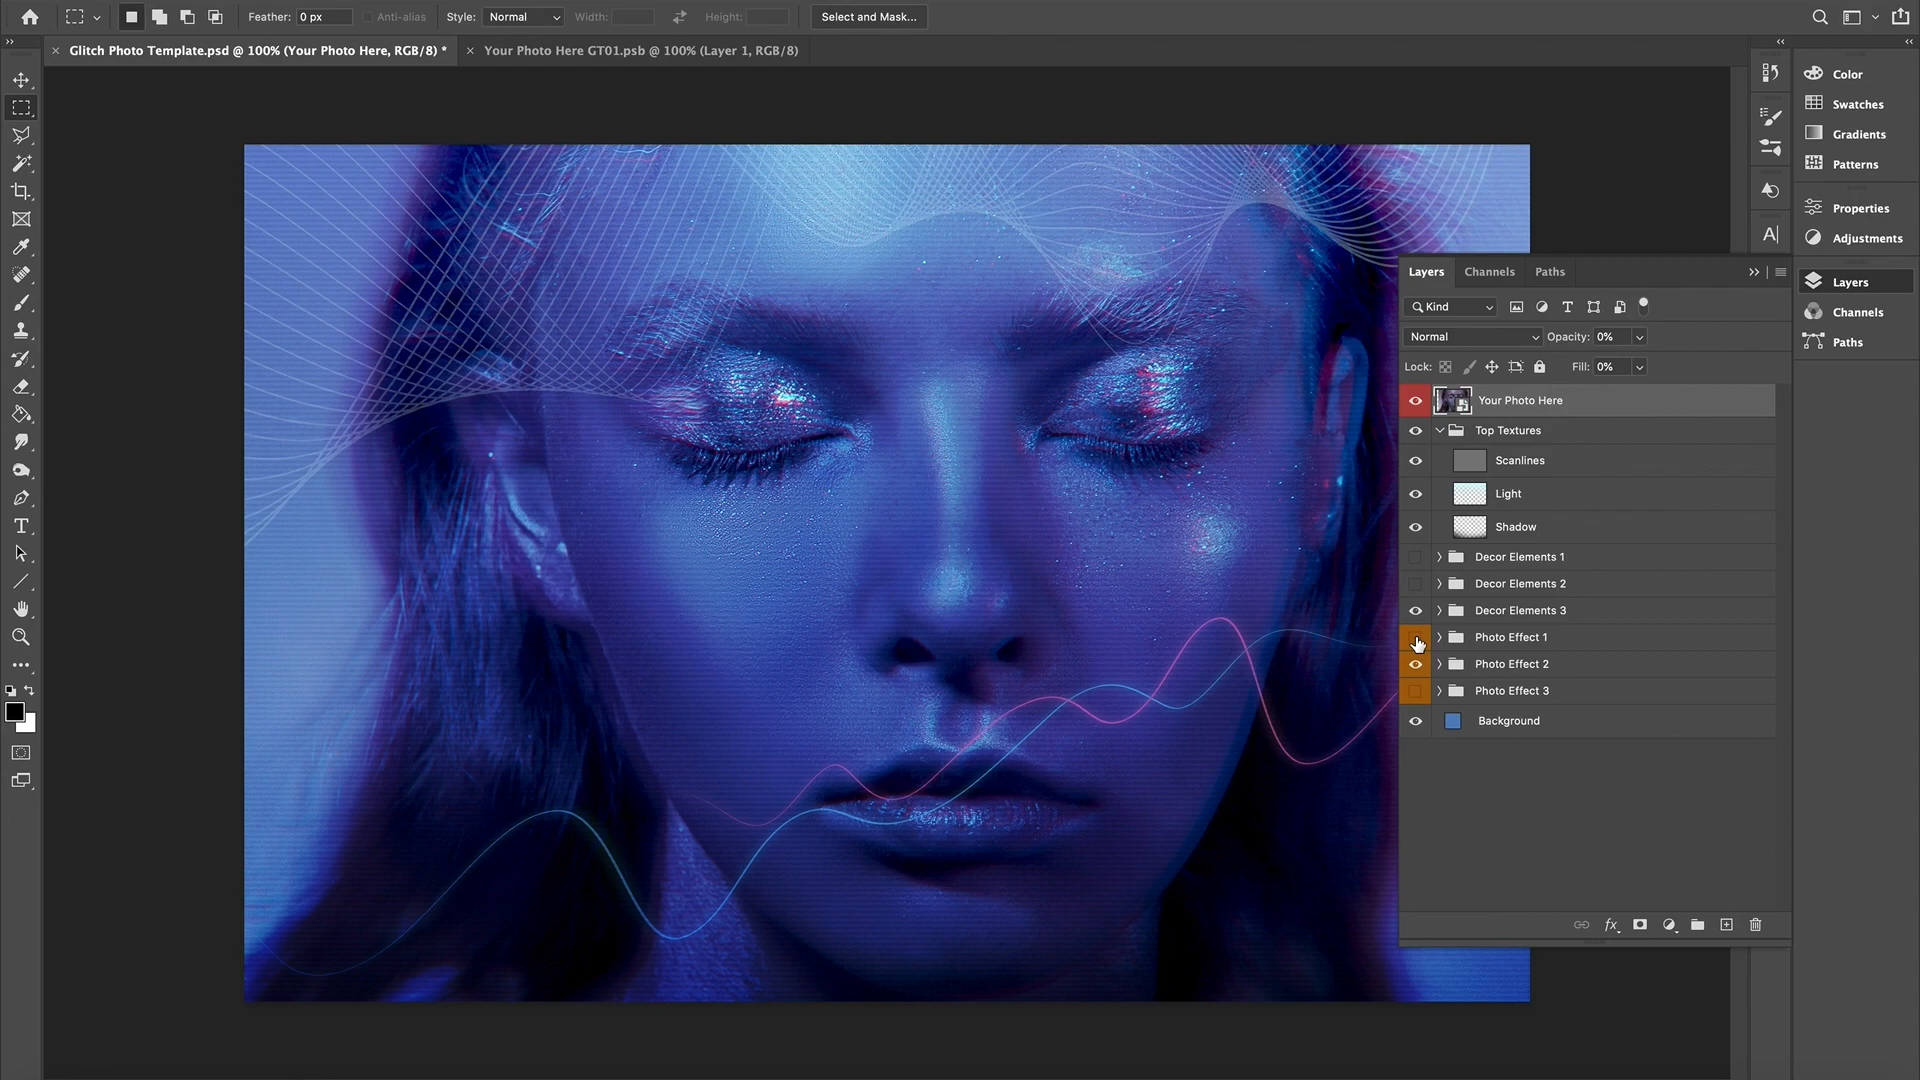 Feather: 0 px Anti-alias Style: Normal Width: Height: Select and Mask...
Glitch Photo Template.psd @ 100% (Your Photo Here, RGB/8) *
Your Photo Here GT01.psb @ 100% (Layer 1, RGB/8)
Color
Swatches
Gradients
Patterns
Properties
Adjustments
Layers
Channels
Paths
Layers Channels Paths
Kind
Normal Opacity: 0%
Lock: Fill: 0%
Your Photo Here
Top Textures
Scanlines
Light
Shadow
Decor Elements 1
Decor Elements 2
Decor Elements 3
Photo Effect 1
Photo Effect 2
Photo Effect 3
Background